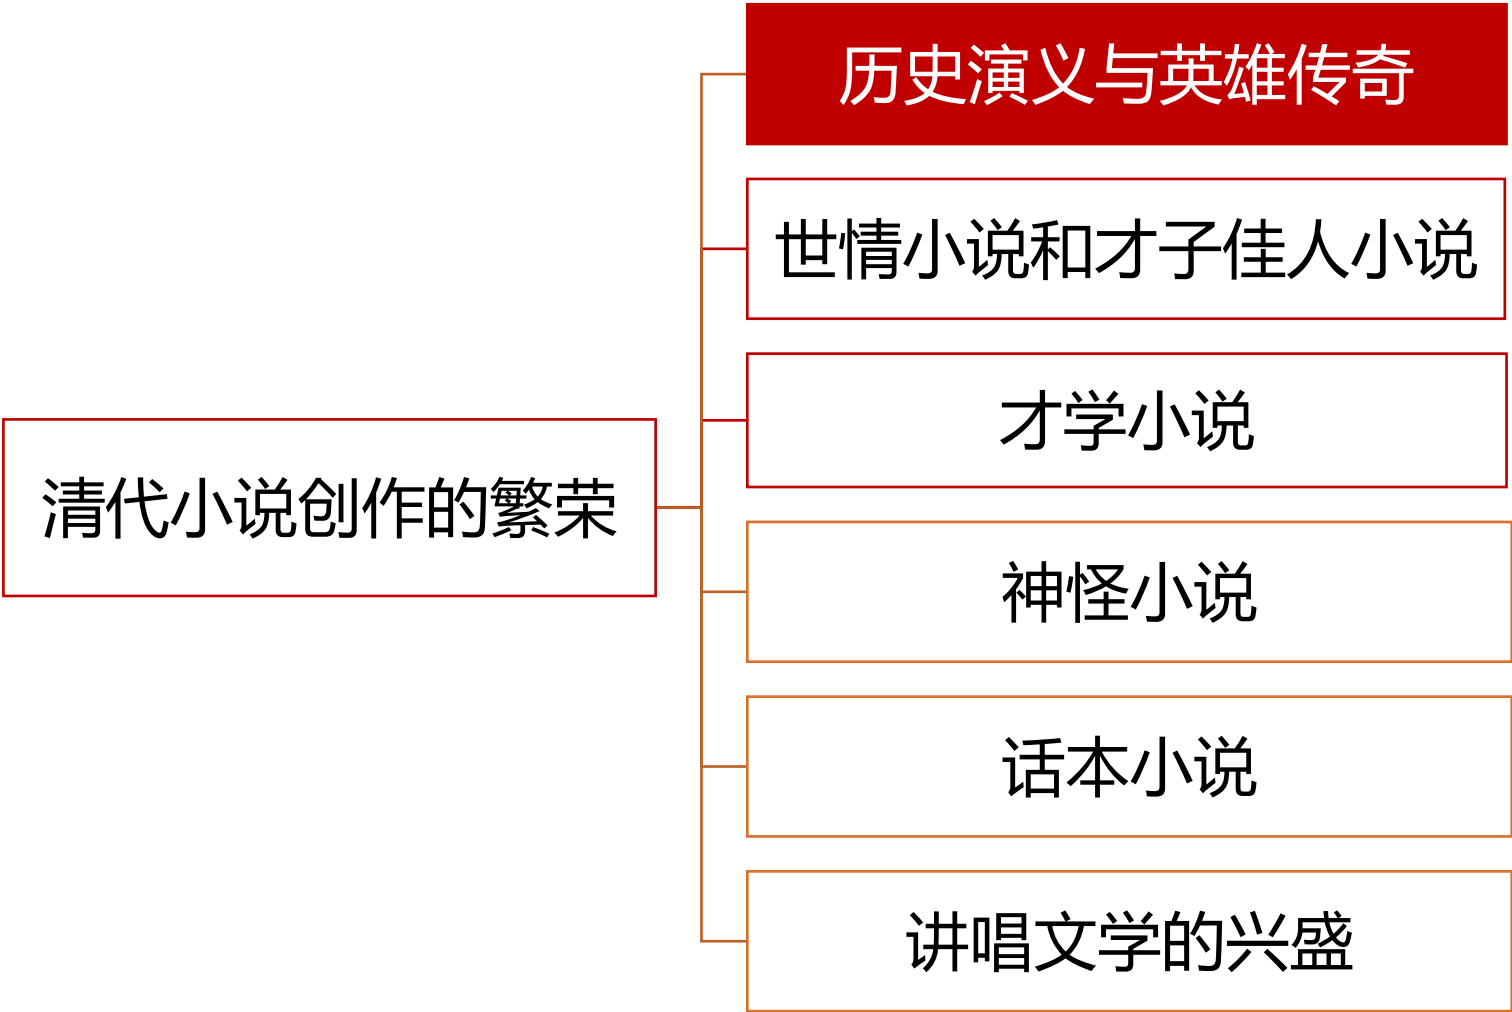 历史演义与英雄传奇
世情小说和才子佳人小说
才学小说
清代小说创作的繁荣
神怪小说
话本小说
讲唱文学的兴盛